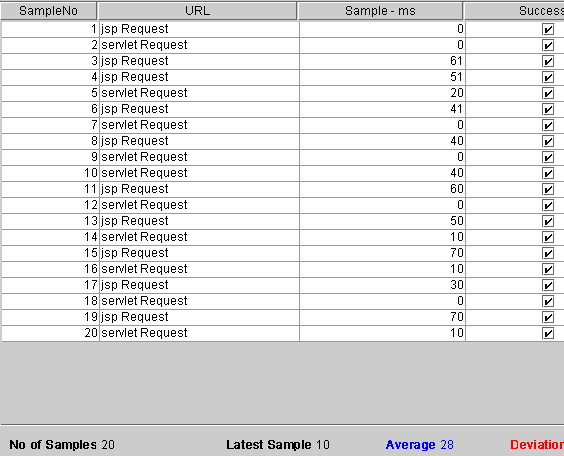 SampleNo URL Sample - ms Success
1 jsp Request 0
2 servlet Request 0
3 jsp Request 61
4 jsp Request 51
5 servlet Request 20
6 jsp Request 41
7 servlet Request 0
8 jsp Request 40
9 servlet Request 0
10 servlet Request 40
11 jsp Request 60
12 servlet Request 0
13 jsp Request 50
14 servlet Request 10
15 jsp Request 70
16 servlet Request 10
17 jsp Request 30
18 servlet Request 0
19 jsp Request 70
20 servlet Request 10
No of Samples 20 Latest Sample 10 Average 28 Deviation